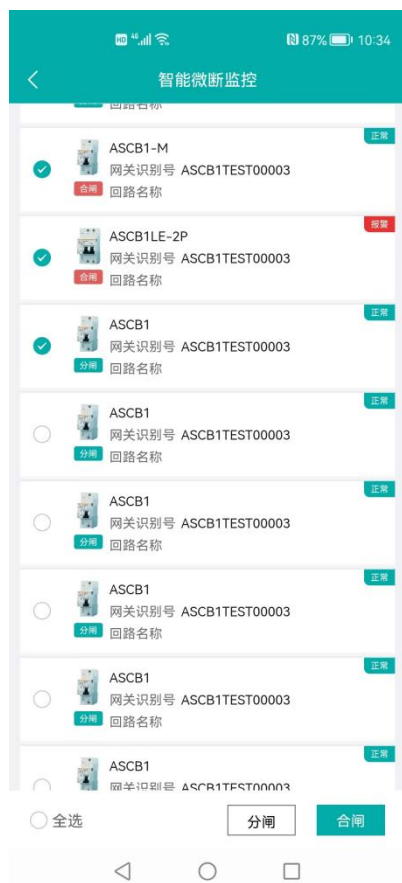 HD 4G 87% 10:34
智能微断监控
回路名称
正常
ASCB1-M
网关识别号 ASCB1TEST00003
合闸 回路名称
报警
ASCB1LE-2P
网关识别号 ASCB1TEST00003
合闸 回路名称
正常
ASCB1
网关识别号 ASCB1TEST00003
分闸 回路名称
正常
ASCB1
网关识别号 ASCB1TEST00003
分闸 回路名称
正常
ASCB1
网关识别号 ASCB1TEST00003
分闸 回路名称
正常
ASCB1
网关识别号 ASCB1TEST00003
分闸 回路名称
正常
ASCB1
网关识别号 ASCB1TEST00003
分闸 回路名称
正常
ASCB1
网关识别号 ASCB1TEST00003
全选 分闸 合闸